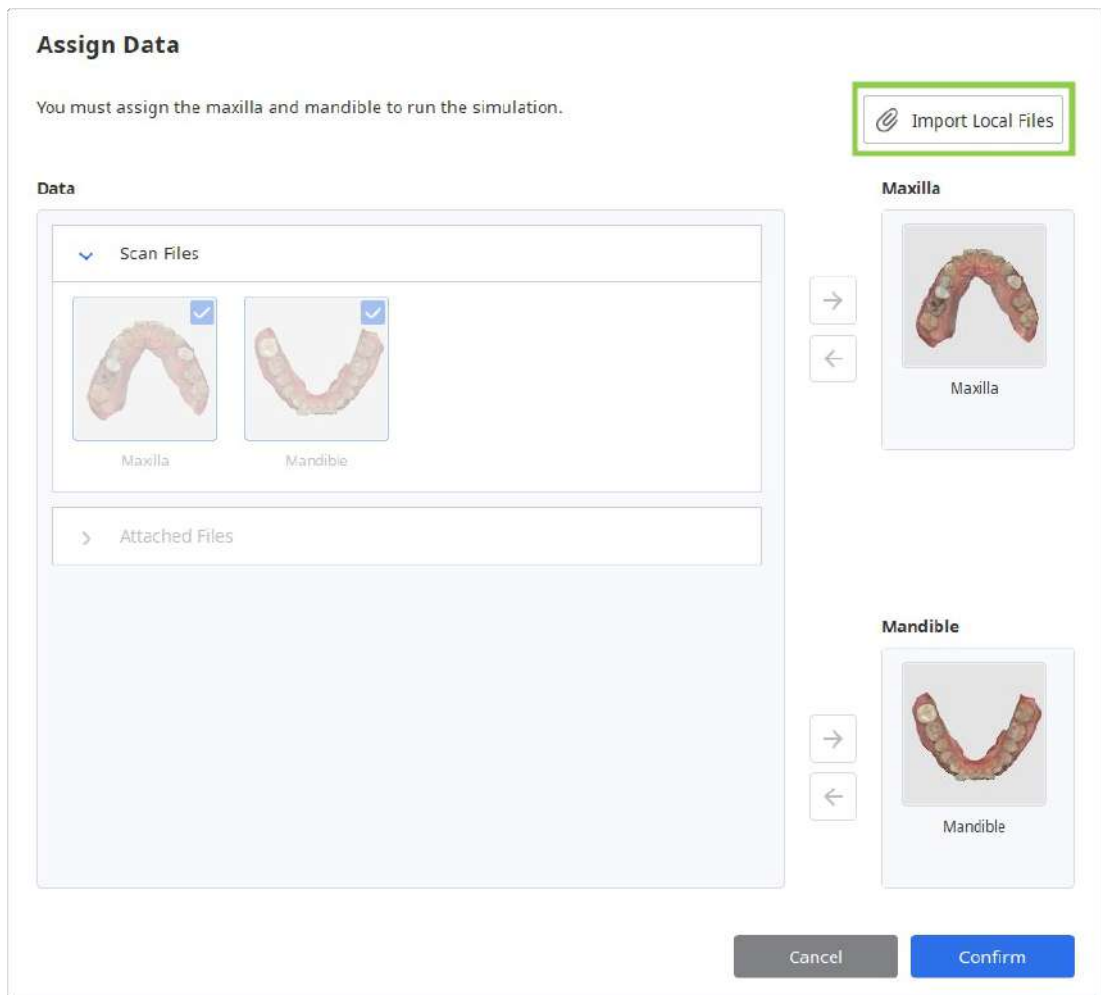 Assign Data
You must assign the maxilla and mandible to run the simulation.
Import Local Files
Data
Maxilla
Scan Files
Maxilla
Mandible
Maxilla
Attached Files
Mandible
Mandible
Cancel
Confirm